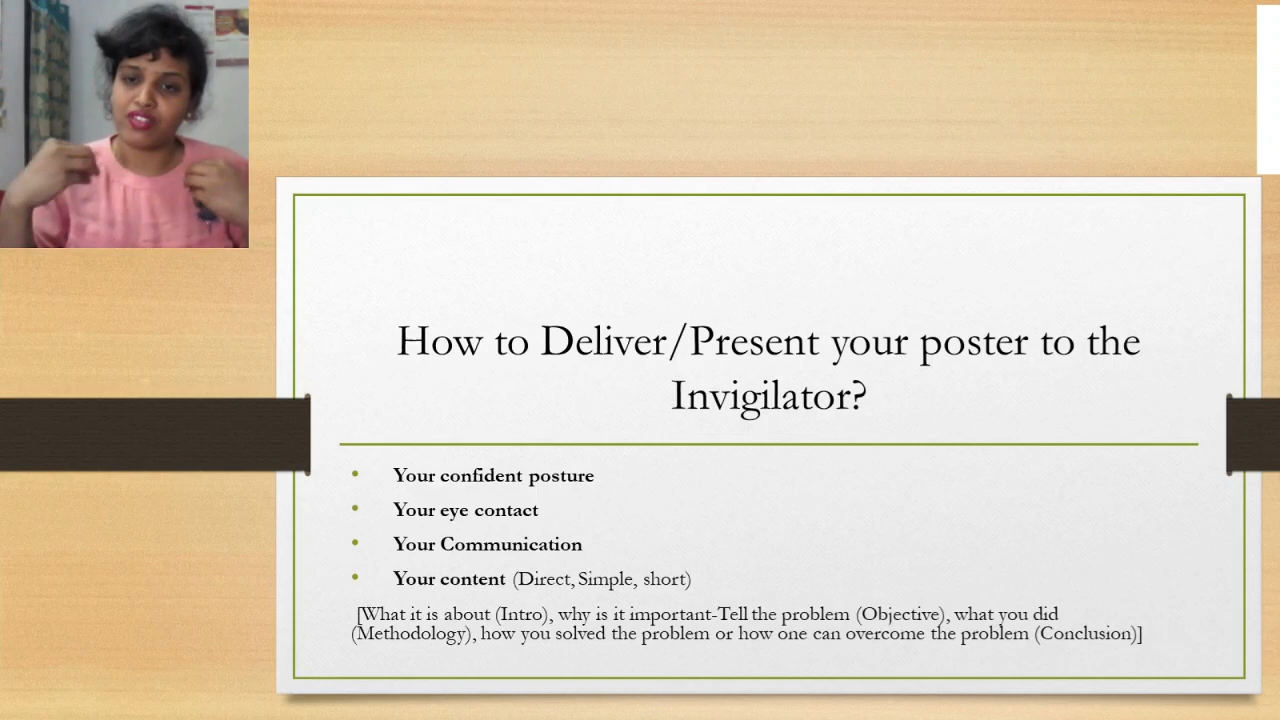 How to Deliver/Present your poster to the
Invigilator?
• Your confident posture
• Your eye contact
• Your Communication
• Your content (Direct, Simple, short)
[What it is about (Intro), why is it important-Tell the problem (Objective), what you did
(Methodology), how you solved the problem or how one can overcome the problem (Conclusion)]